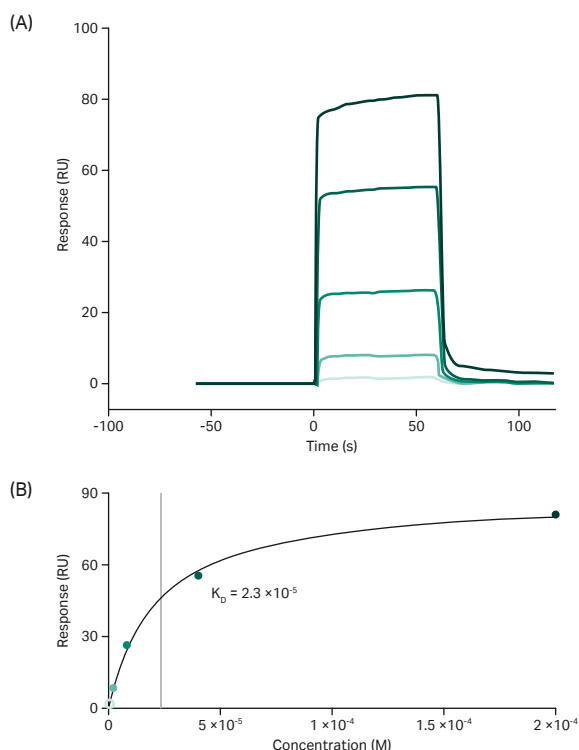 (A)
100
80
60
40
20
0
Response (RU)
-100
-50
0
50
100
Time (s)
(B)
90
60
30
0
Response (RU)
K_D = 2.3 ×10⁻⁵
0
5 ×10⁻⁵
1 ×10⁻⁴
1.5 ×10⁻⁴
2 ×10⁻⁴
Concentration (M)